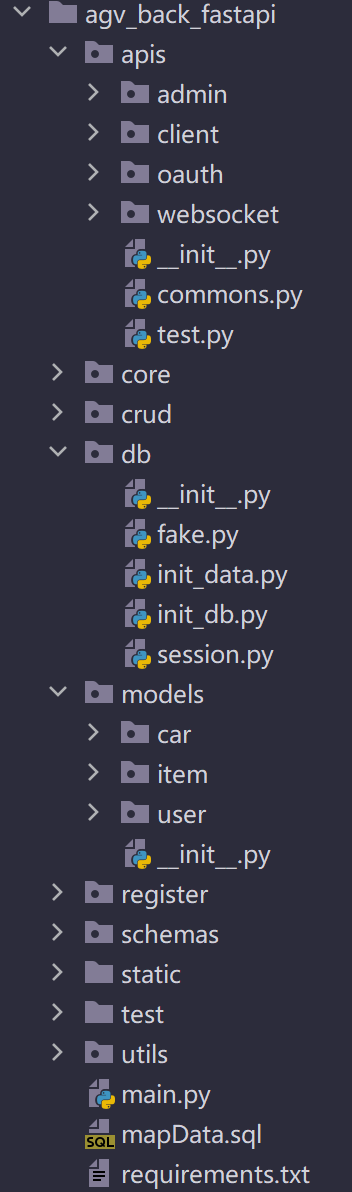 agv_back_fastapi
apis
admin
client
oauth
websocket
__init__.py
commons.py
test.py
core
crud
db
__init__.py
fake.py
init_data.py
init_db.py
session.py
models
car
item
user
__init__.py
register
schemas
static
test
utils
main.py
SQL mapData.sql
requirements.txt